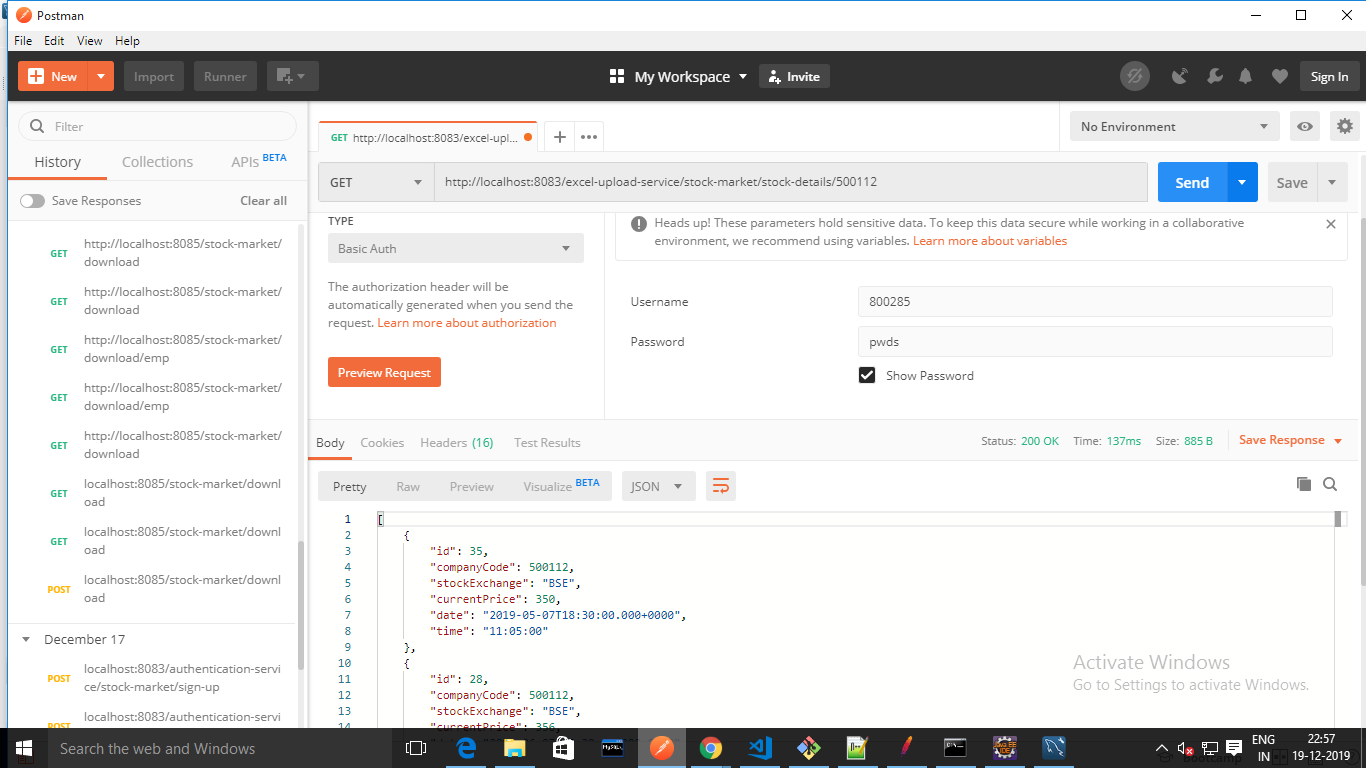 Postman
File Edit View Help
New Import Runner My Workspace Invite Sign In
Filter
History Collections APIs BETA
Save Responses Clear all
GET http://localhost:8085/stock-market/
download
GET http://localhost:8085/stock-market/
download
GET http://localhost:8085/stock-market/
download/emp
GET http://localhost:8085/stock-market/
download/emp
GET http://localhost:8085/stock-market/
download
GET localhost:8085/stock-market/downl
oad
GET localhost:8085/stock-market/downl
oad
POST localhost:8085/stock-market/downl
oad
December 17
POST localhost:8083/authentication-servi
ce/stock-market/sign-up
POST localhost:8083/authentication-servi
GET http://localhost:8083/excel-upl...
No Environment
GET http://localhost:8083/excel-upload-service/stock-market/stock-details/500112 Send Save
TYPE
Basic Auth
The authorization header will be
automatically generated when you send the
request. Learn more about authorization
Preview Request
Heads up! These parameters hold sensitive data. To keep this data secure while working in a collaborative
environment, we recommend using variables. Learn more about variables
Username 800285
Password pwds
Show Password
Body Cookies Headers (16) Test Results Status: 200 OK Time: 137ms Size: 885 B Save Response
Pretty Raw Preview Visualize BETA JSON
1 [
2 {
3 "id": 35,
4 "companyCode": 500112,
5 "stockExchange": "BSE",
6 "currentPrice": 350,
7 "date": "2019-05-07T18:30:00.000+0000",
8 "time": "11:05:00"
9 },
10 {
11 "id": 28,
12 "companyCode": 500112,
13 "stockExchange": "BSE",
14 "currentPrice": 356,
Activate Windows
Go to Settings to activate Windows.
Search the web and Windows
ENG
IN
22:57
19-12-2019